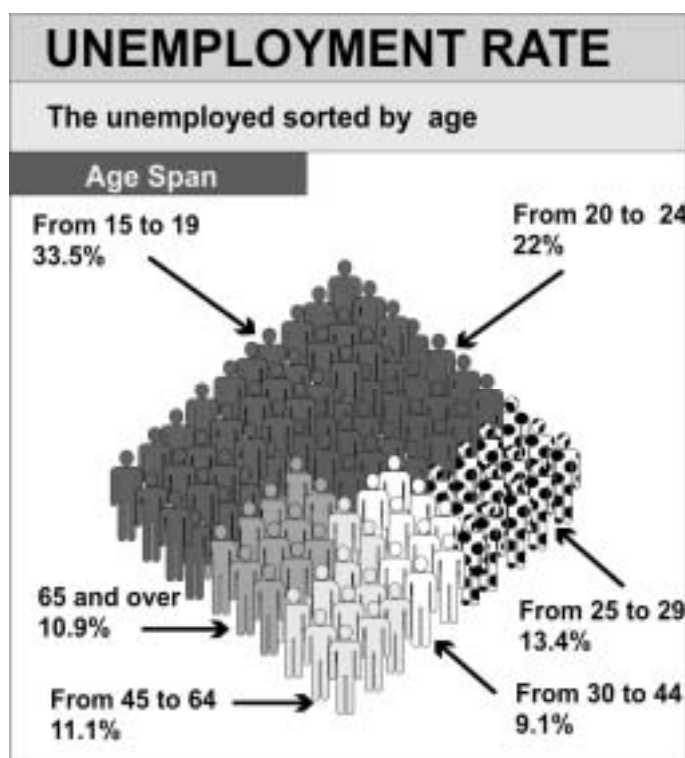 UNEMPLOYMENT RATE
The unemployed sorted by age
Age Span
From 15 to 19
33.5%
From 20 to 24
22%
65 and over
10.9%
From 25 to 29
13.4%
From 45 to 64
11.1%
From 30 to 44
9.1%